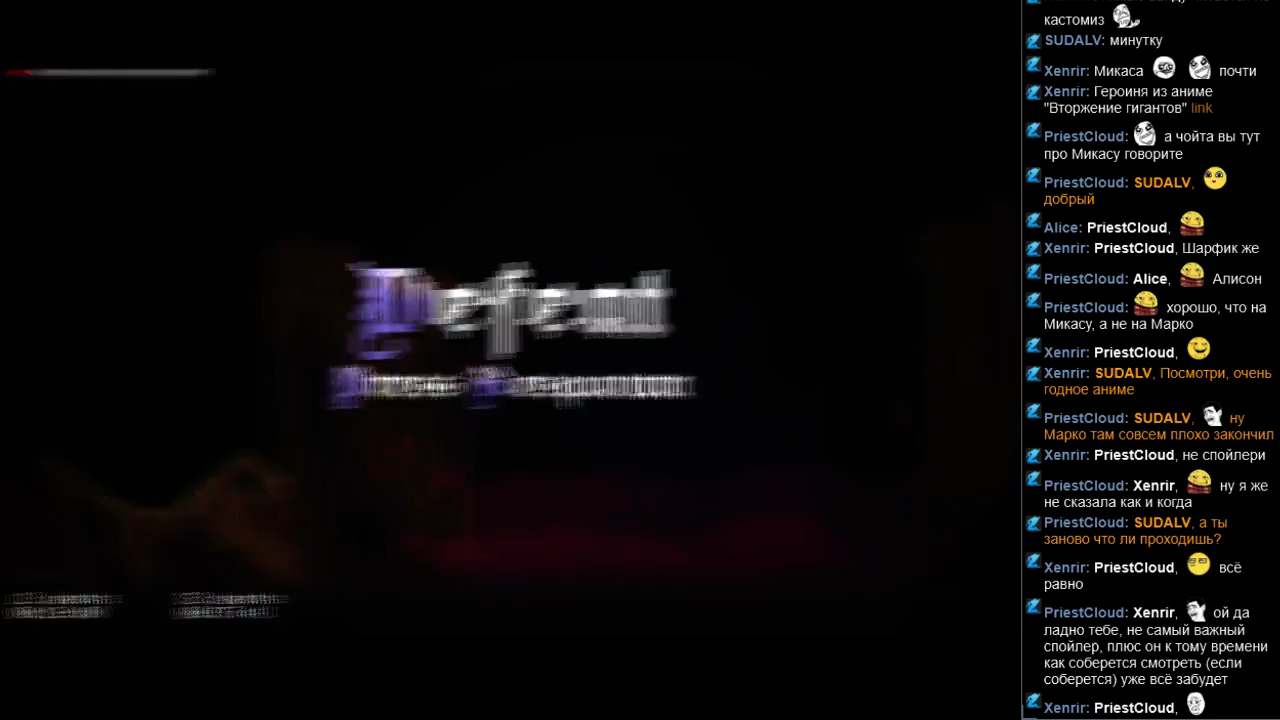 Defeat
кастомиз
SUDALV: минутку
Xenrir: Микаса почти
Xenrir: Героиня из аниме
"Вторжение гигантов" link
PriestCloud: а чойта вы тут
про Микасу говорите
PriestCloud: SUDALV,
добрый
Alice: PriestCloud,
Xenrir: PriestCloud, Шарфик же
PriestCloud: Alice, Алисон
PriestCloud: хорошо, что на
Микасу, а не на Марко
Xenrir: PriestCloud,
Xenrir: SUDALV, Посмотри, очень
годное аниме
PriestCloud: SUDALV, ну
Марко там совсем плохо закончил
Xenrir: PriestCloud, не спойлери
PriestCloud: Xenrir, ну я же
не сказала как и когда
PriestCloud: SUDALV, а ты
заново что ли проходишь?
Xenrir: PriestCloud, всё
равно
PriestCloud: Xenrir, ой да
ладно тебе, не самый важный
спойлер, плюс он к тому времени
как соберется смотреть (если
соберется) уже всё забудет
Xenrir: PriestCloud,